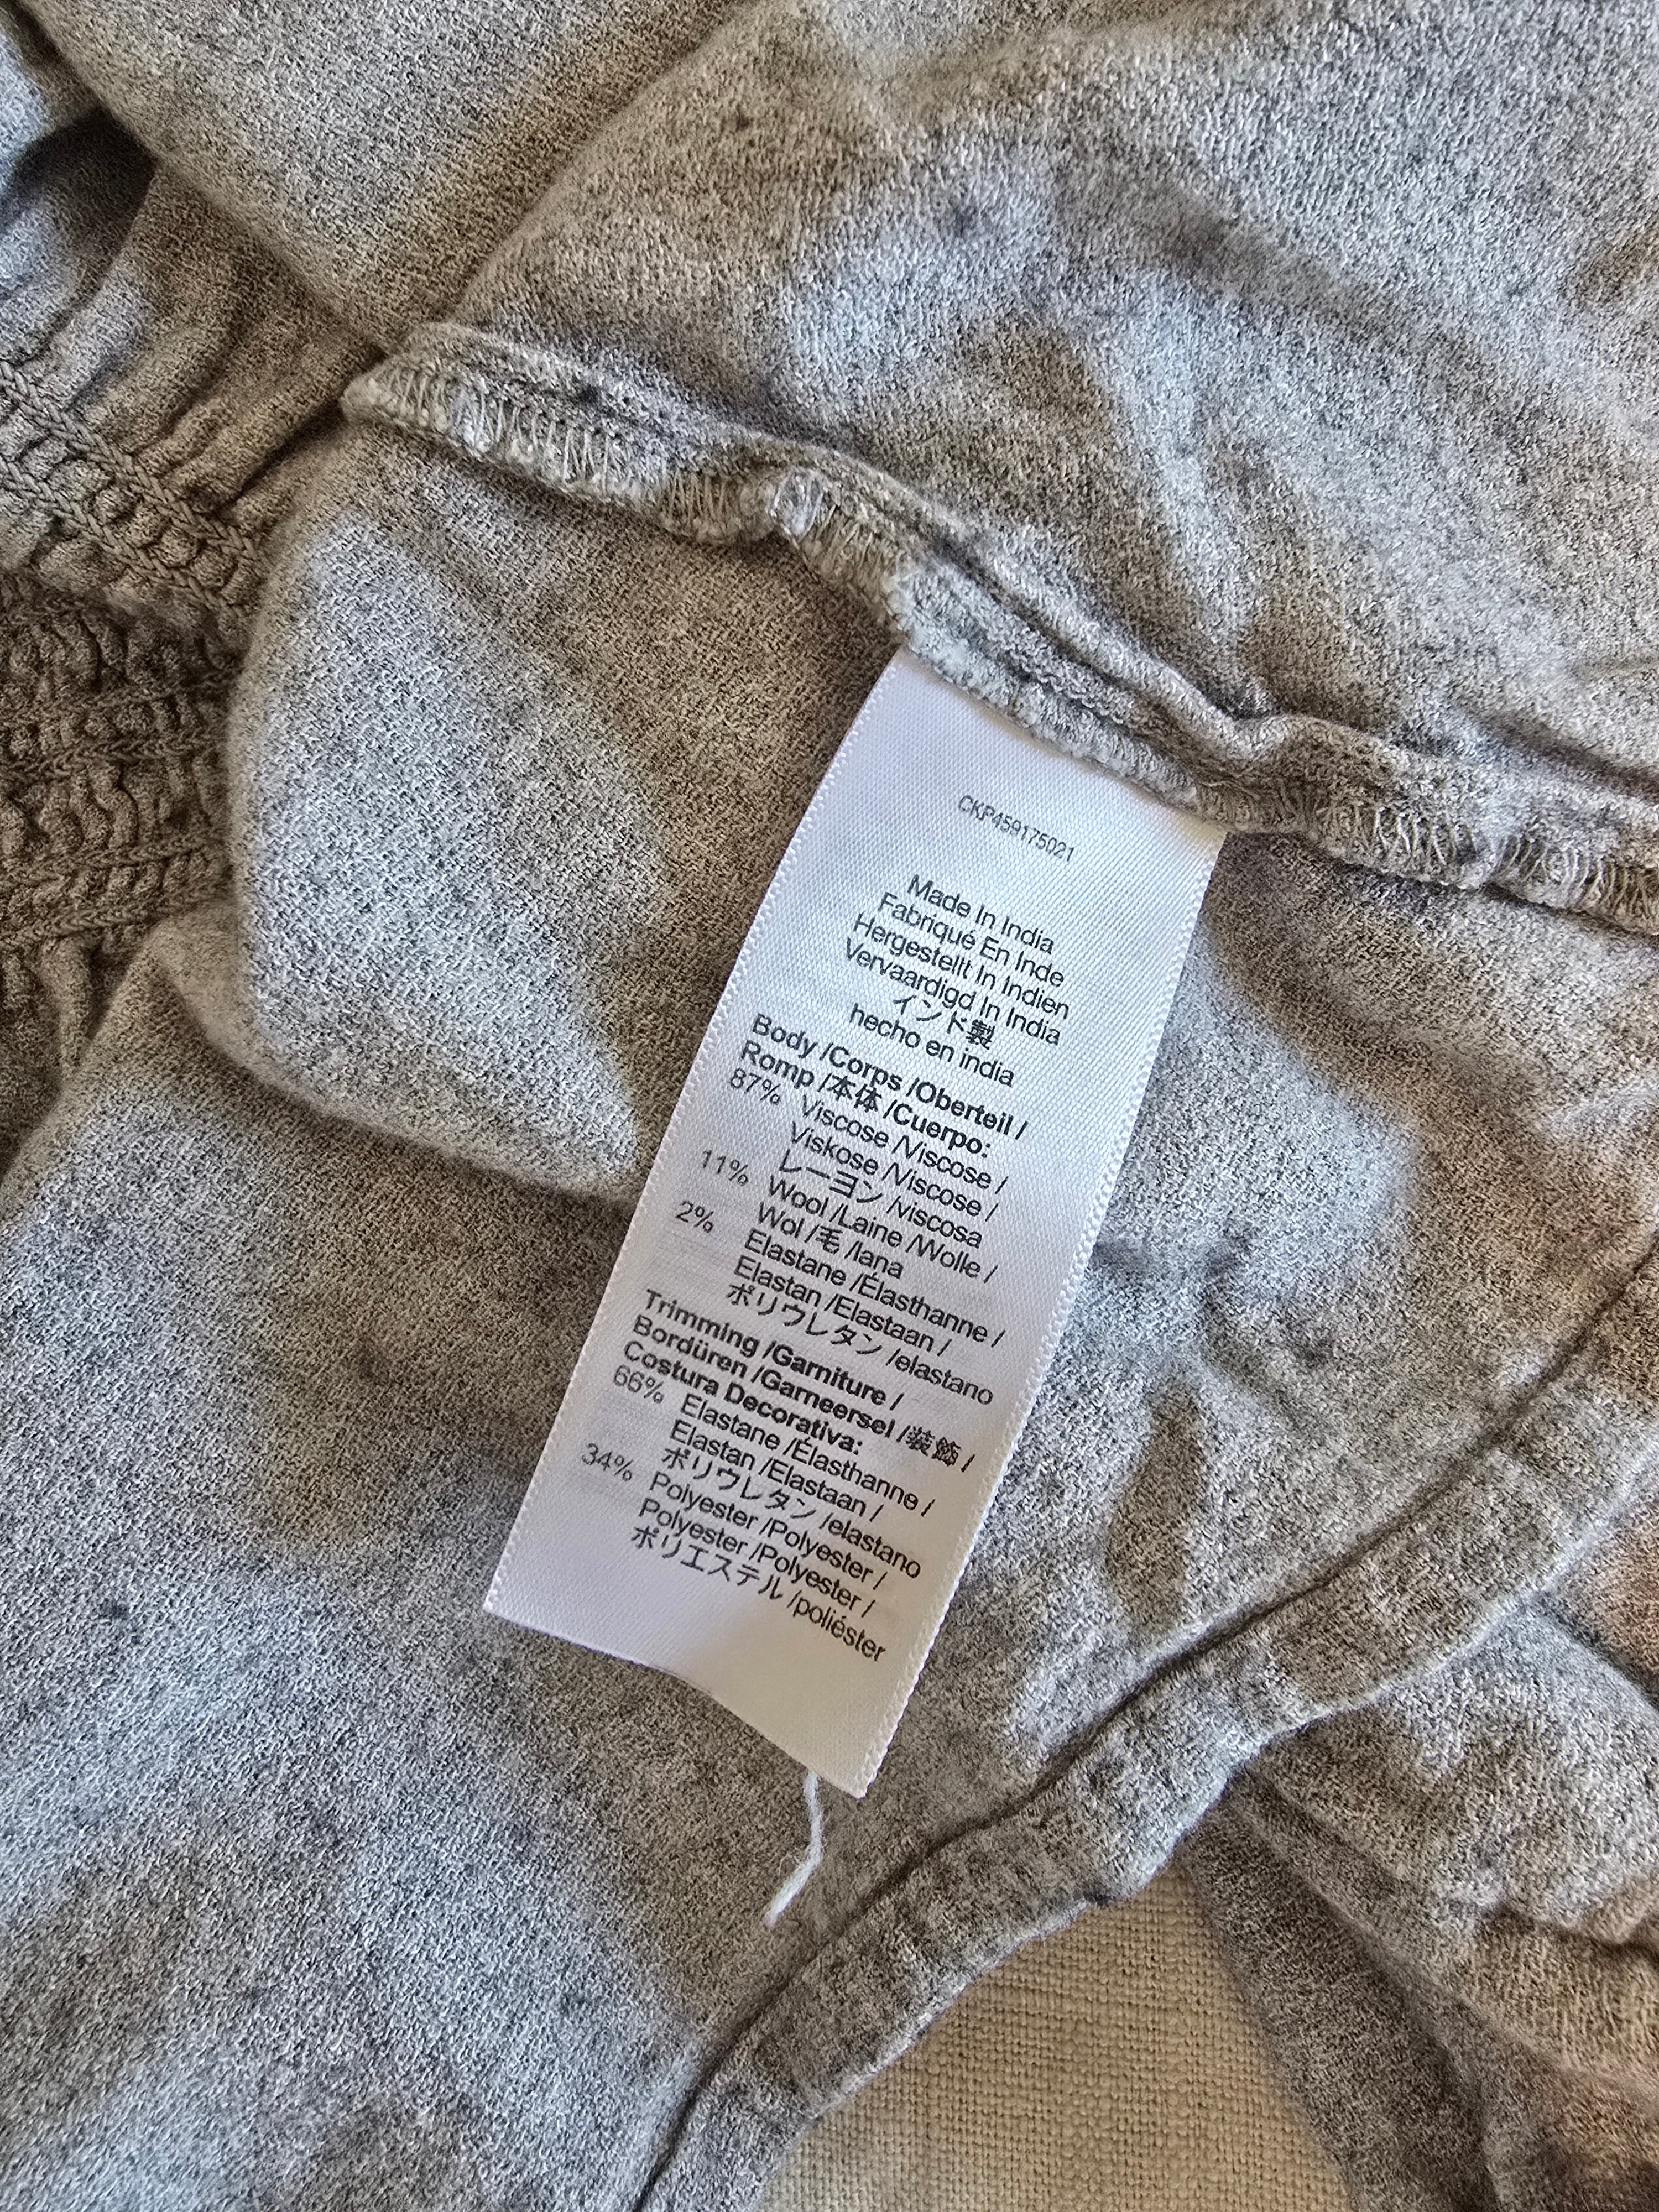 CKP459175021
Made In India
Fabriqué En Inde
Hergestellt In Indien
Vervaardigd In India
インド製
hecho en india
Body /Corps /Oberteil /
Romp /本体 /Cuerpo:
87% Viscose /Viscose /
Viskose /Viscose /
レーヨン /viscosa
11% Wool /Laine /Wolle /
Wol /毛 /lana
2% Elastane /Élasthanne /
Elastan /Elastaan /
ポリウレタン /elastano
Trimming /Garniture /
Bordüren /Garneersel /装飾 /
Costura Decorativa:
66% Elastane /Élasthanne /
Elastan /Elastaan /
ポリウレタン /elastano
34% Polyester /Polyester /
Polyester /Polyester /
ポリエステル /poliéster